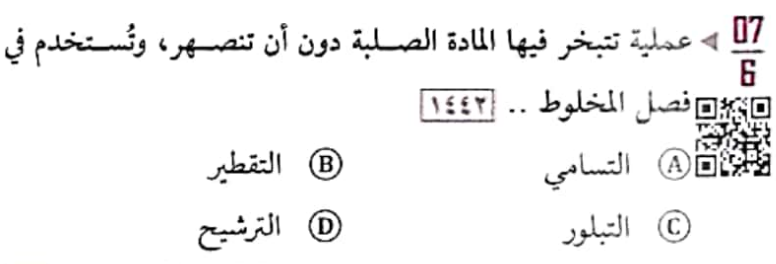 07
6
◀ عملية تتبخر فيها المادة الصلبة دون أن تنصهر، وتُستخدم في
فصل المخلوط .. ١٤٤٢
A التسامي
B التقطير
C التبلور
D الترشيح